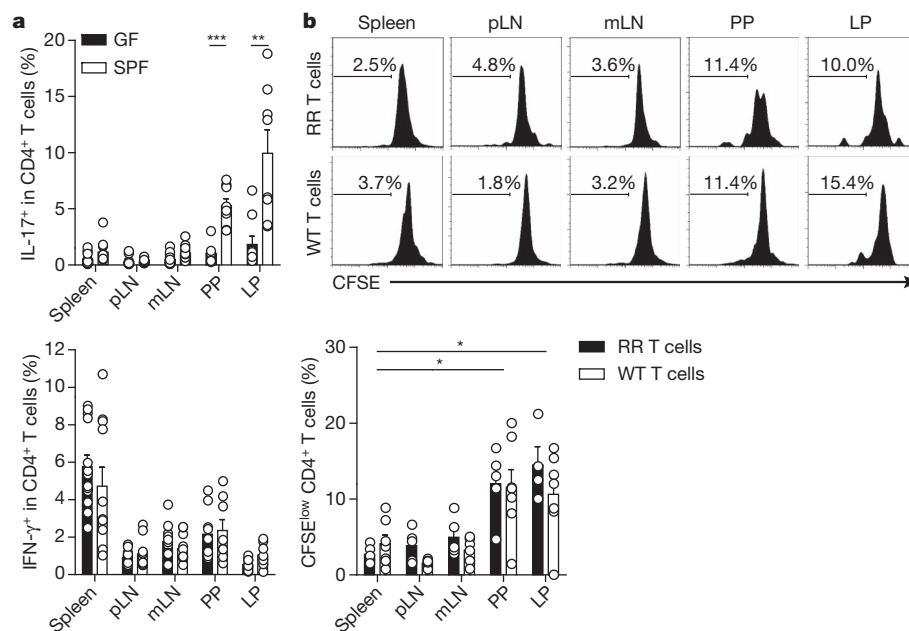 a
GF
SPF
***
**
IL-17⁺ in CD4⁺ T cells (%)
20
15
10
5
0
Spleen
pLN
mLN
PP
LP
b
Spleen
pLN
mLN
PP
LP
RR T cells
2.5%
4.8%
3.6%
11.4%
10.0%
WT T cells
3.7%
1.8%
3.2%
11.4%
15.4%
CFSE
IFN-γ⁺ in CD4⁺ T cells (%)
12
10
8
6
4
2
0
Spleen
pLN
mLN
PP
LP
CFSEˡᵒʷ CD4⁺ T cells (%)
30
20
10
0
*
*
Spleen
pLN
mLN
PP
LP
RR T cells
WT T cells